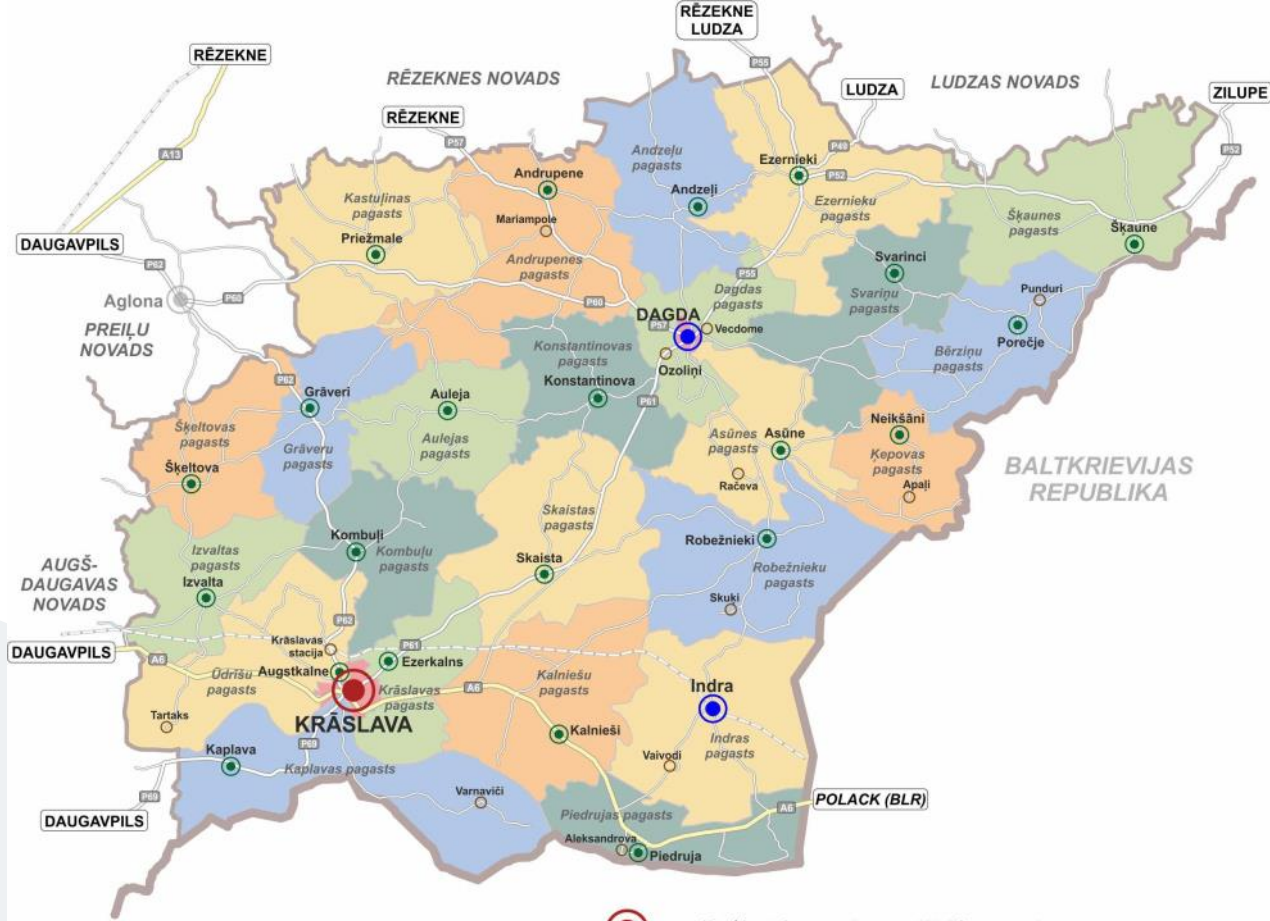 RĒZEKNE
LUDZA
RĒZEKNE
P55
RĒZEKNES NOVADS
LUDZAS NOVADS
LUDZA
ZILUPE
RĒZEKNE
P57
P49
P52
A13
Andzeļu
pagasts
Ezernieki
P52
Andrupene
Kastuļinas
pagasts
Andzeļi
Ezernieku
pagasts
Šķaunes
pagasts
Šķaune
Mariampole
Priežmale
DAUGAVPILS
P62
Andrupenes
pagasts
Svarinci
P55
Dagdas
pagasts
Svariņu
pagasts
Punduri
Aglona
P60
P60
PREIĻU
NOVADS
DAGDA
P57
Vecdome
Porečje
Konstantinovas
pagasts
Bērziņu
pagasts
Ozoliņi
P62
Konstantinova
Grāveri
Auleja
P61
Neikšāni
Šķeltovas
pagasts
Aulejas
pagasts
Asūnes
pagasts
Asūne
Ķepovas
pagasts
Grāveru
pagasts
Šķeltova
Račeva
Apaļi
BALTKRIEVIJAS
REPUBLIKA
Skaistas
pagasts
Kombuļi
Kombuļu
pagasts
Robežnieki
Izvaltas
pagasts
Skaista
Robežnieku
pagasts
AUGŠ-
DAUGAVAS
NOVADS
Izvalta
Skuķi
P62
Krāslavas
stacija
P61
DAUGAVPILS
A6
Augstkalne
Ezerkalns
Ūdrīšu
pagasts
Kalniešu
pagasts
Indra
Krāslavas
pagasts
A6
Tartaks
KRĀSLAVA
Kalnieši
Indras
pagasts
P69
Kaplava
Vaivodi
Kaplavas pagasts
P69
Varnaviči
DAUGAVPILS
POLACK (BLR)
A6
Piedrujas pagasts
Aleksandrova
Piedruja